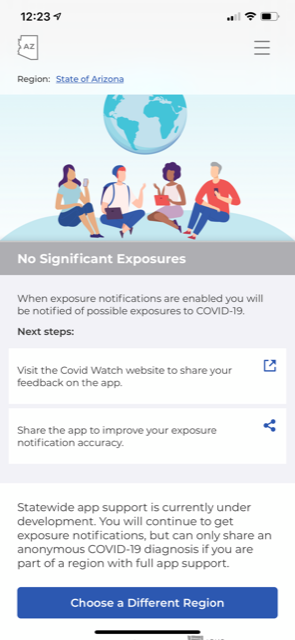 12:23
AZ
Region: State of Arizona
No Significant Exposures
When exposure notifications are enabled you will
be notified of possible exposures to COVID-19.
Next steps:
Visit the Covid Watch website to share your
feedback on the app.
Share the app to improve your exposure
notification accuracy.
Statewide app support is currently under
development. You will continue to get
exposure notifications, but can only share an
anonymous COVID-19 diagnosis if you are
part of a region with full app support.
Choose a Different Region